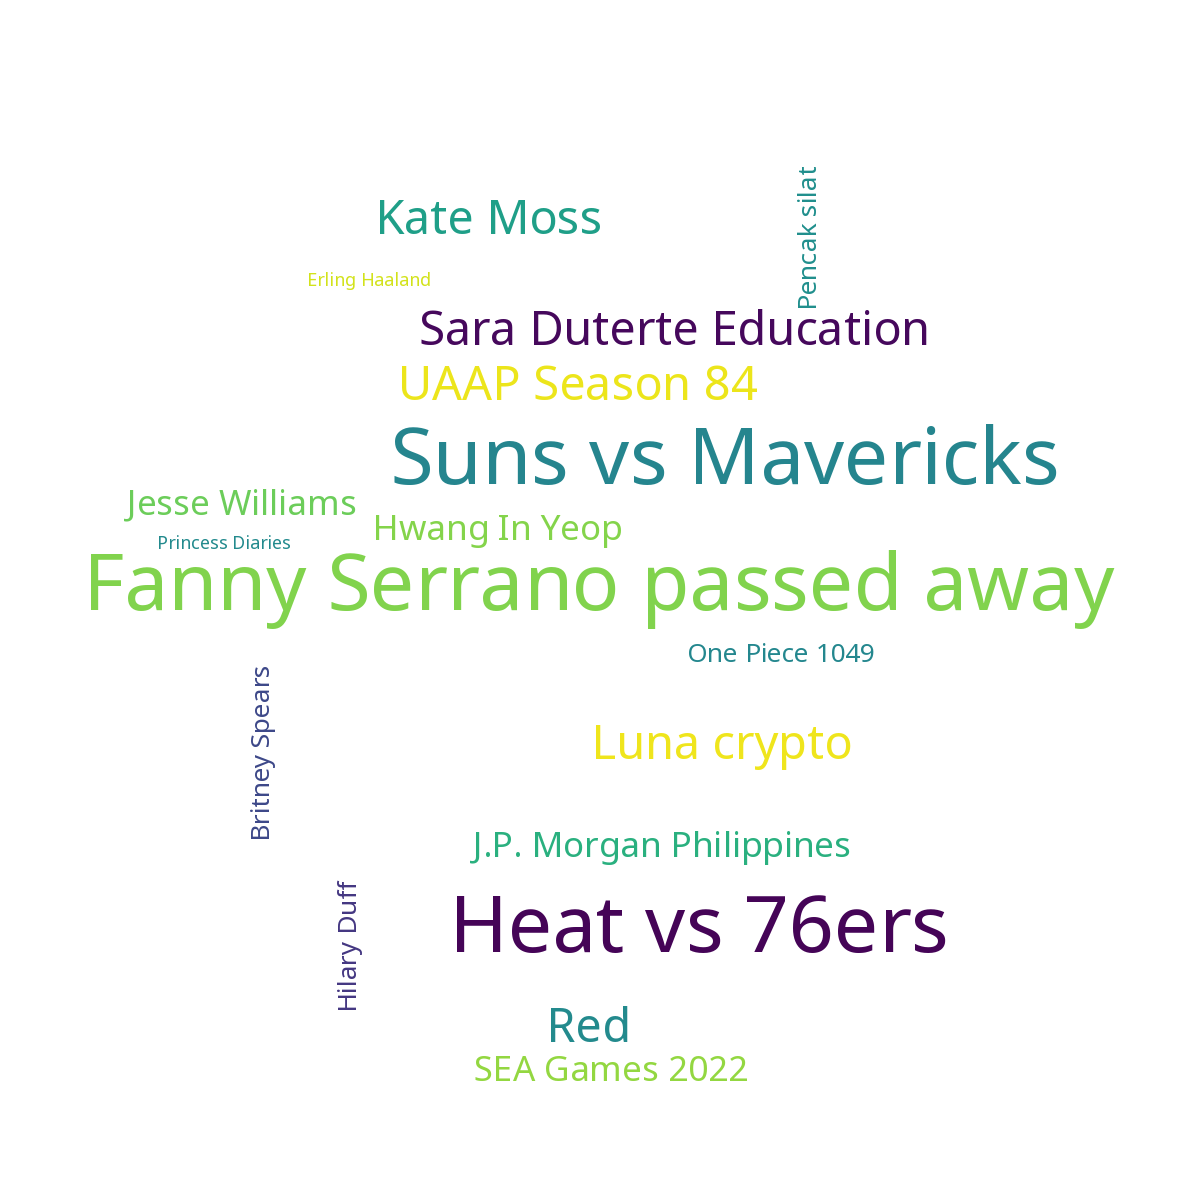 Pencak silat
Kate Moss
Erling Haaland
Sara Duterte Education
UAAP Season 84
Suns vs Mavericks
Jesse Williams
Hwang In Yeop
Princess Diaries
Fanny Serrano passed away
One Piece 1049
Britney Spears
Luna crypto
J.P. Morgan Philippines
Hilary Duff
Heat vs 76ers
Red
SEA Games 2022